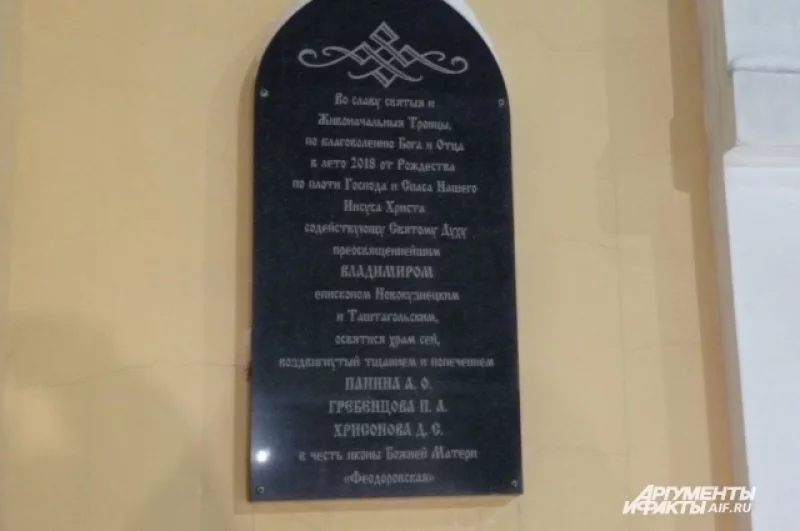 Во славу святыя и
Живоначальныя Троицы,
по благоволению Бога и Отца
в лето 2018 от Рождества
по плоти Господа и Спаса Нашего
Иисуса Христа
содействующу Святому Духу
преосвященнейшим
ВЛАДИМИРОМ
епископом Новокузнецким
и Таштагольским,
освятися храм сей,
воздвигнутый тщанием и попечением
ПАНИНА А. О.
ГРЕБЕНЦОВА П. А.
ХРИСОНОВА Д. С.
в честь иконы Божией Матери
«Феодоровская»
АРГУМЕНТЫ
И ФАКТЫ AIF.RU